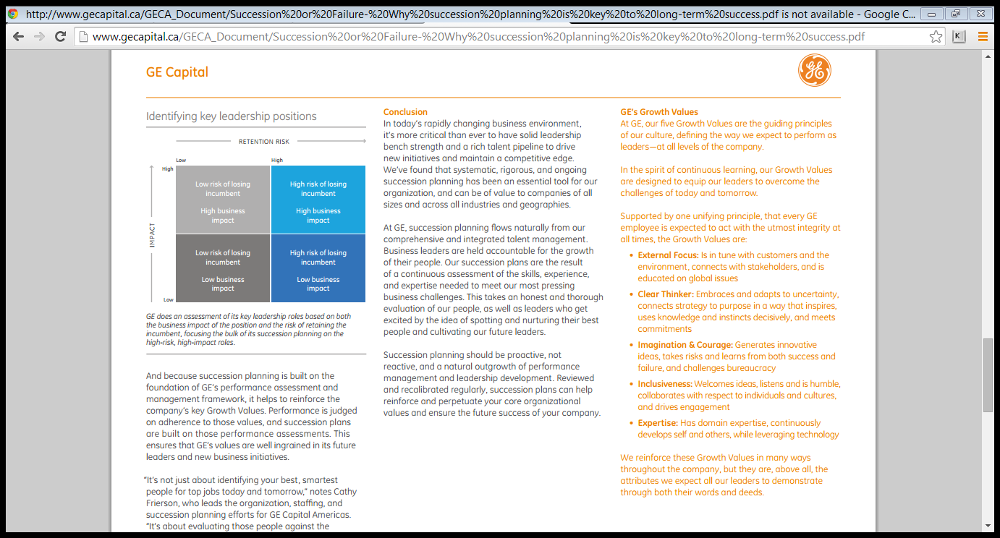 http://www.gecapital.ca/GECA_Document/Succession%20or%20Failure-%20Why%20succession%20planning%20is%20key%20to%20long-term%20success.pdf is not available - Google C...
www.gecapital.ca/GECA_Document/Succession%20or%20Failure-%20Why%20succession%20planning%20is%20key%20to%20long-term%20success.pdf
K
GE Capital
GE
Identifying key leadership positions
RETENTION RISK
Low
High
High
IMPACT
Low
Low risk of losing
incumbent
High business
impact
High risk of losing
incumbent
High business
impact
Low risk of losing
incumbent
Low business
impact
High risk of losing
incumbent
Low business
impact
GE does an assessment of its key leadership roles based on both
the business impact of the position and the risk of retaining the
incumbent, focusing the bulk of its succession planning on the
high-risk, high-impact roles.
And because succession planning is built on the
foundation of GE's performance assessment and
management framework, it helps to reinforce the
company's key Growth Values. Performance is judged
on adherence to those values, and succession plans
are built on those performance assessments. This
ensures that GE's values are well ingrained in its future
leaders and new business initiatives.
"It's not just about identifying your best, smartest
people for top jobs today and tomorrow," notes Cathy
Frierson, who leads the organization, staffing, and
succession planning efforts for GE Capital Americas.
"It's about evaluating those people against the
Conclusion
In today's rapidly changing business environment,
it's more critical than ever to have solid leadership
bench strength and a rich talent pipeline to drive
new initiatives and maintain a competitive edge.
We've found that systematic, rigorous, and ongoing
succession planning has been an essential tool for our
organization, and can be of value to companies of all
sizes and across all industries and geographies.
At GE, succession planning flows naturally from our
comprehensive and integrated talent management.
Business leaders are held accountable for the growth
of their people. Our succession plans are the result
of a continuous assessment of the skills, experience,
and expertise needed to meet our most pressing
business challenges. This takes an honest and thorough
evaluation of our people, as well as leaders who get
excited by the idea of spotting and nurturing their best
people and cultivating our future leaders.
Succession planning should be proactive, not
reactive, and a natural outgrowth of performance
management and leadership development. Reviewed
and recalibrated regularly, succession plans can help
reinforce and perpetuate your core organizational
values and ensure the future success of your company.
GE's Growth Values
At GE, our five Growth Values are the guiding principles
of our culture, defining the way we expect to perform as
leaders—at all levels of the company.
In the spirit of continuous learning, our Growth Values
are designed to equip our leaders to overcome the
challenges of today and tomorrow.
Supported by one unifying principle, that every GE
employee is expected to act with the utmost integrity at
all times, the Growth Values are:
• External Focus: Is in tune with customers and the
environment, connects with stakeholders, and is
educated on global issues
• Clear Thinker: Embraces and adapts to uncertainty,
connects strategy to purpose in a way that inspires,
uses knowledge and instincts decisively, and meets
commitments
• Imagination & Courage: Generates innovative
ideas, takes risks and learns from both success and
failure, and challenges bureaucracy
• Inclusiveness: Welcomes ideas, listens and is humble,
collaborates with respect to individuals and cultures,
and drives engagement
• Expertise: Has domain expertise, continuously
develops self and others, while leveraging technology
We reinforce these Growth Values in many ways
throughout the company, but they are, above all, the
attributes we expect all our leaders to demonstrate
through both their words and deeds.